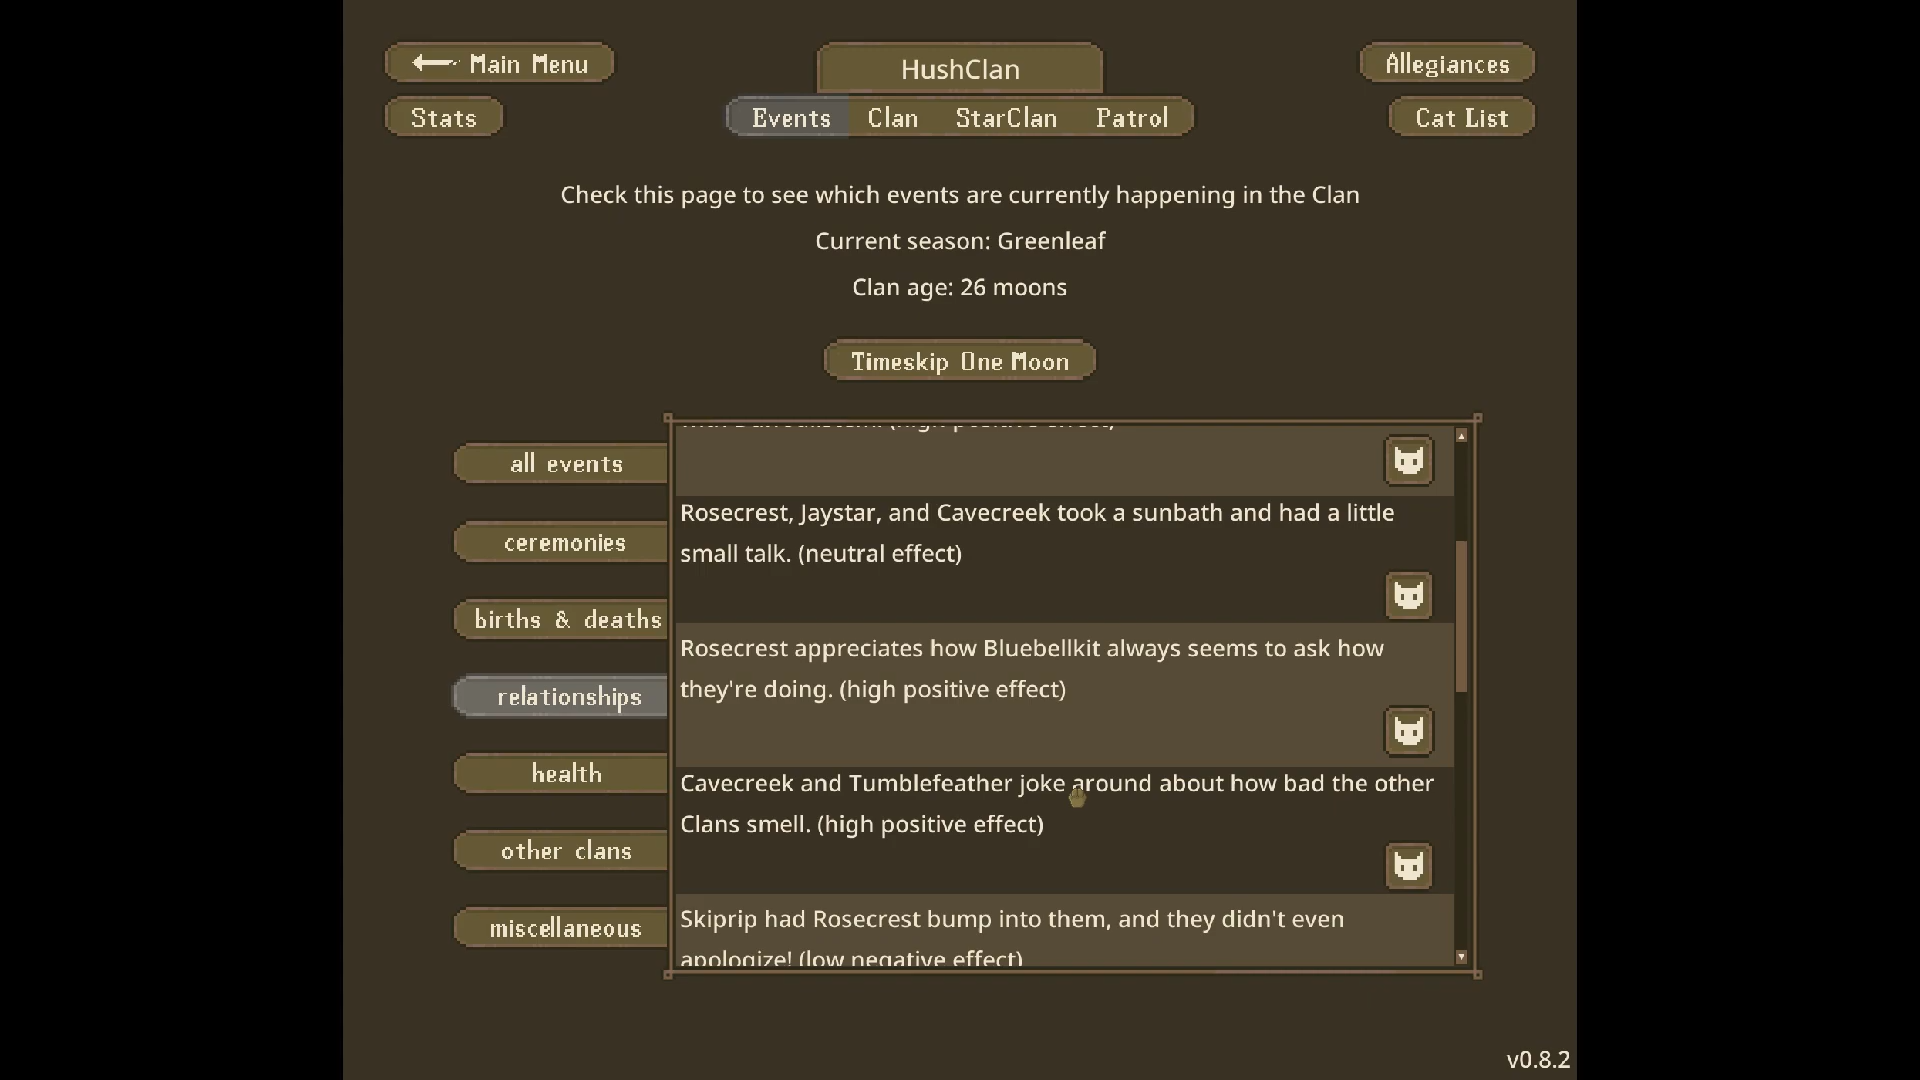 Main Menu
HushClan
Allegiances
Stats
Events
Clan
StarClan
Patrol
Cat List
Check this page to see which events are currently happening in the Clan
Current season: Greenleaf
Clan age: 26 moons
Timeskip One Moon
all events
ceremonies
births & deaths
relationships
health
other clans
miscellaneous
(high positive effect)
Rosecrest, Jaystar, and Cavecreek took a sunbath and had a little
small talk. (neutral effect)
Rosecrest appreciates how Bluebellkit always seems to ask how
they're doing. (high positive effect)
Cavecreek and Tumblefeather joke around about how bad the other
Clans smell. (high positive effect)
Skiprip had Rosecrest bump into them, and they didn't even
apologize! (low negative effect)
v0.8.2